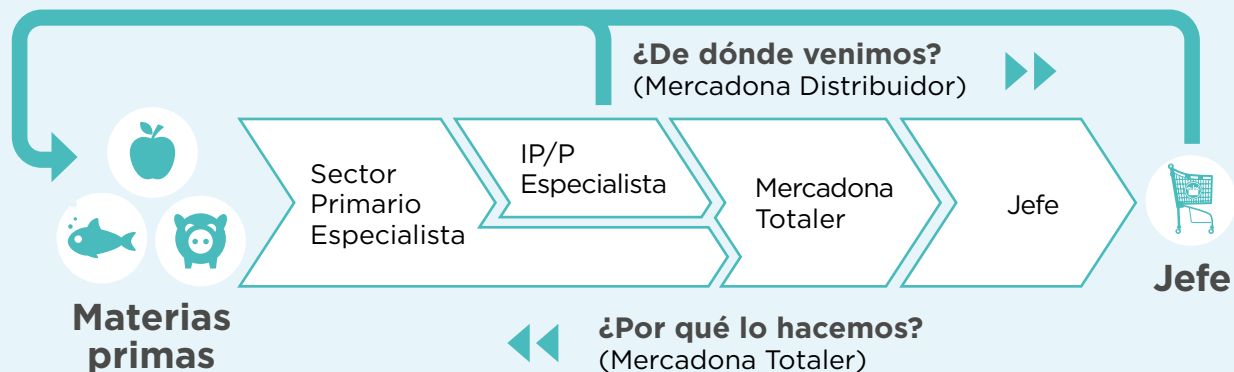 ¿De dónde venimos?
(Mercadona Distribuidor)
Sector
Primario
Especialista
IP/P
Especialista
Mercadona
Totaler
Jefe
Jefe
Materias
primas
¿Por qué lo hacemos?
(Mercadona Totaler)